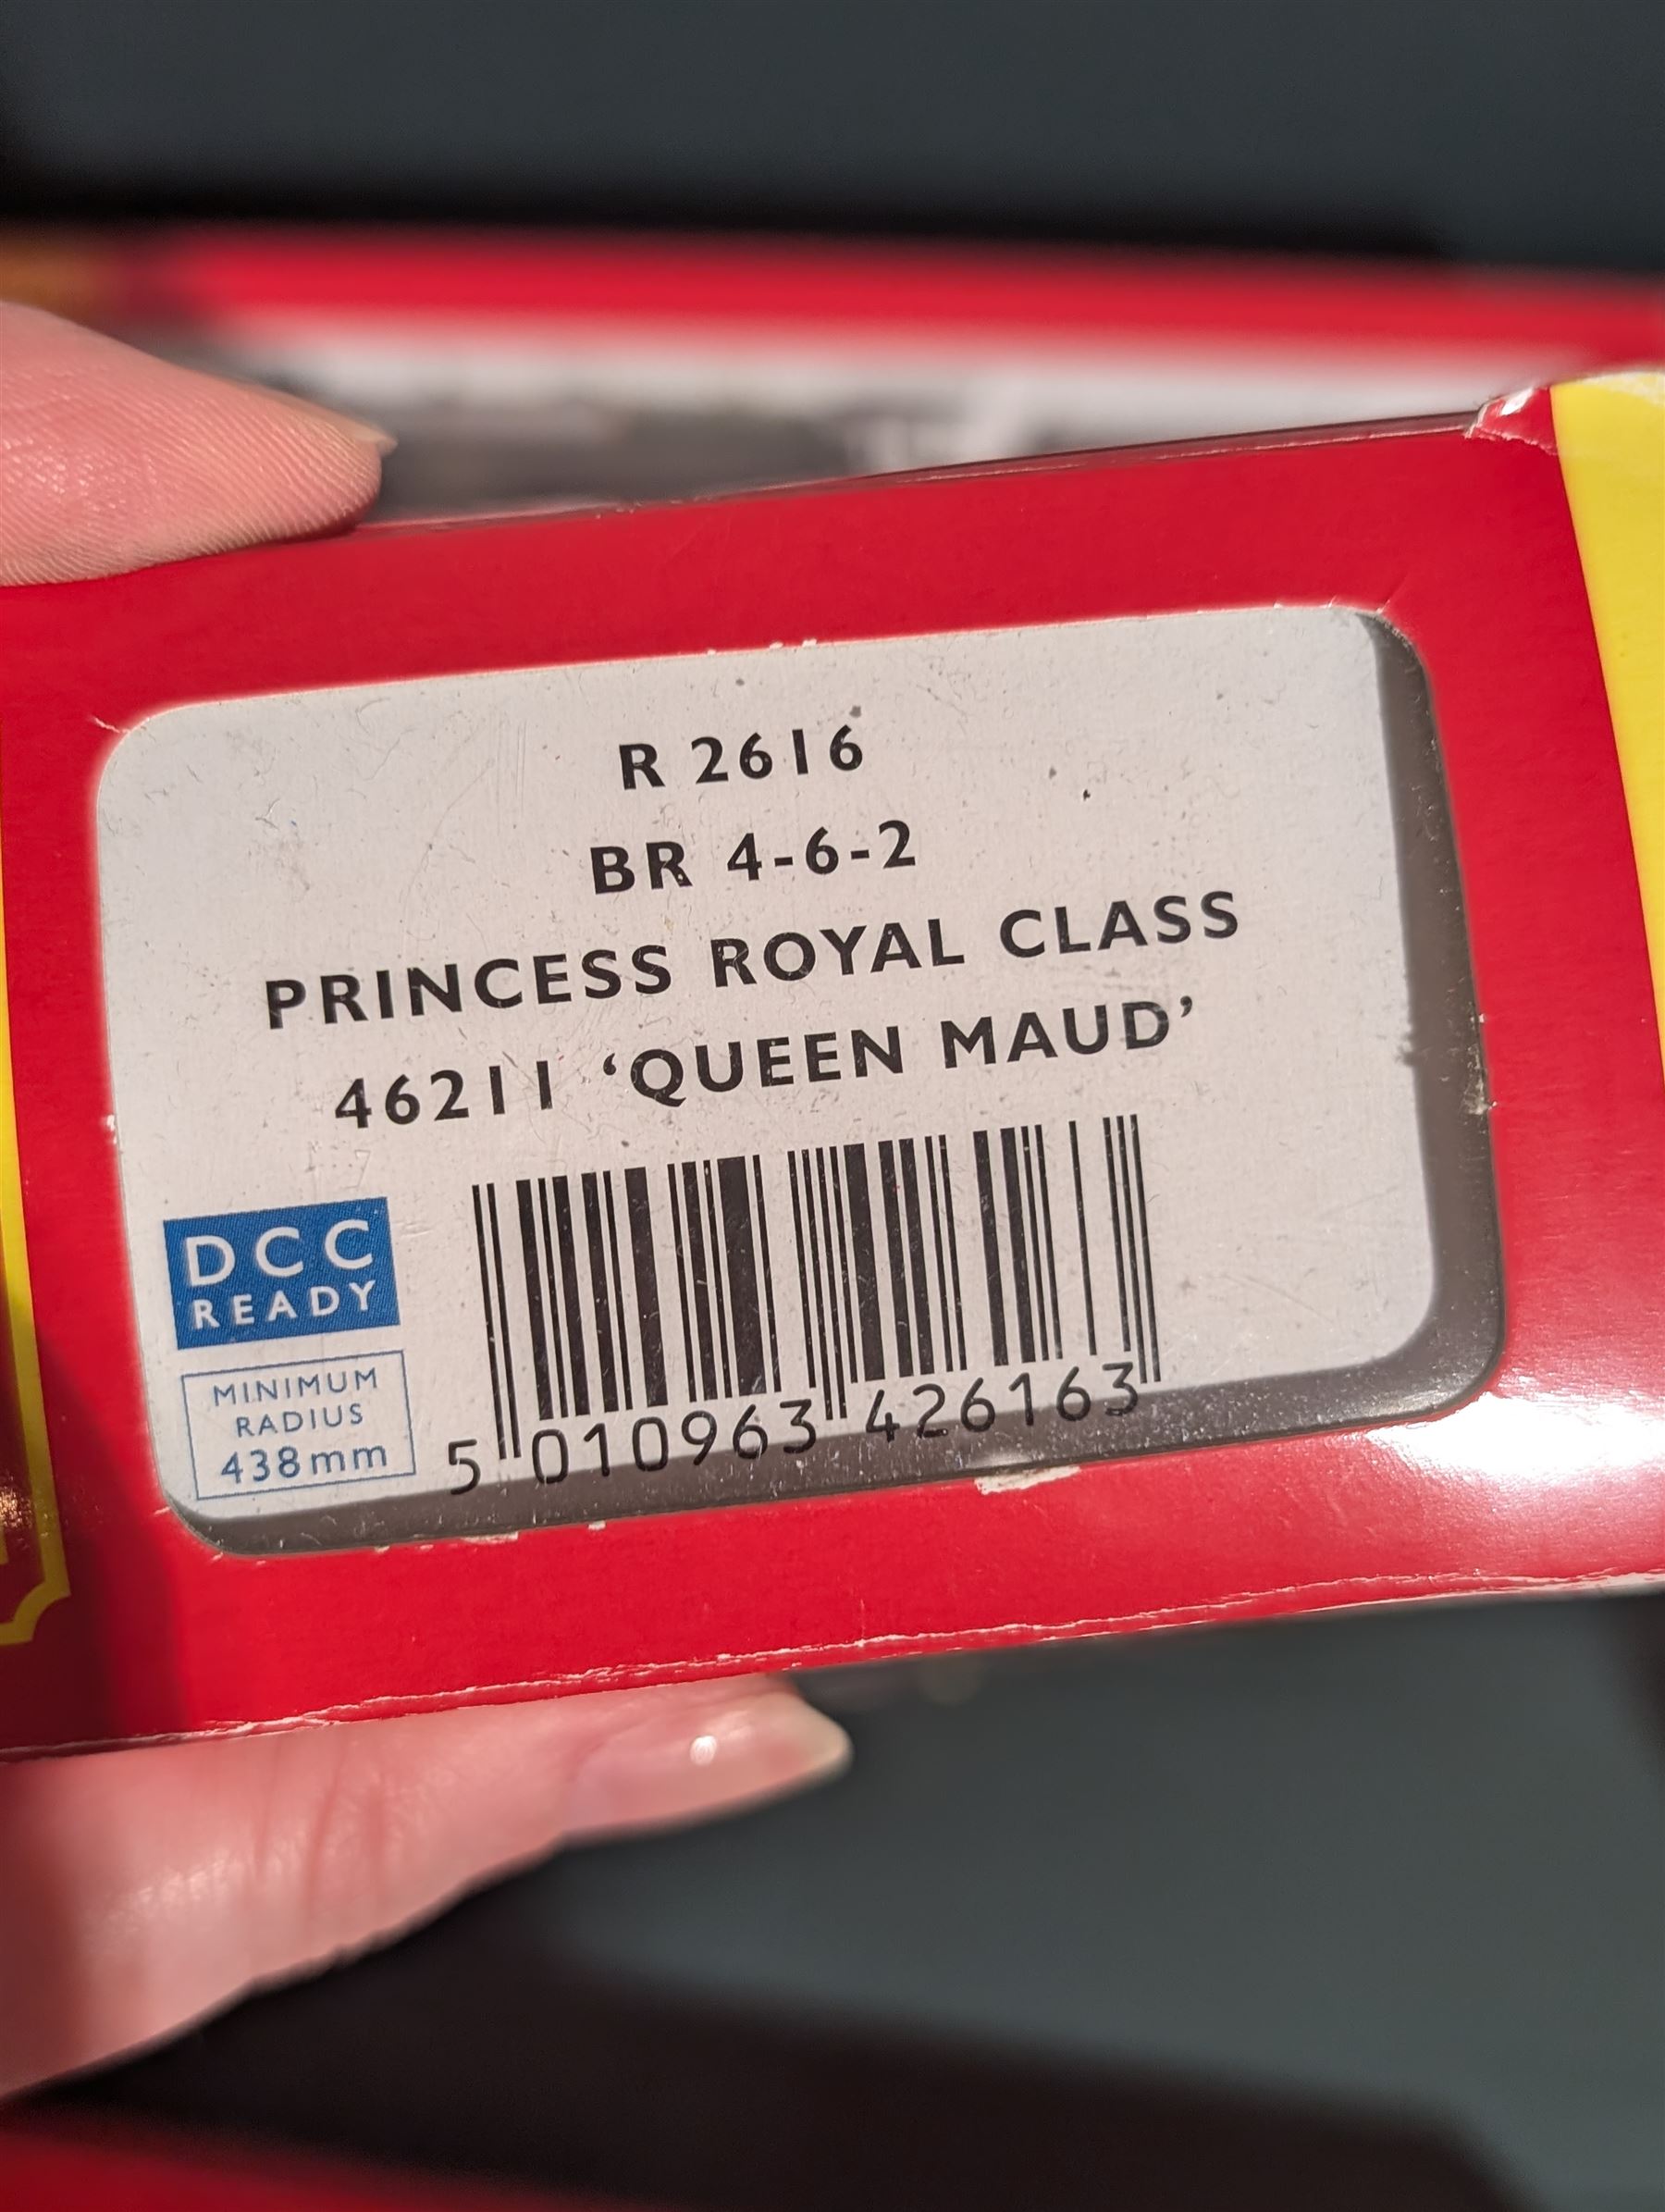 R 2616
BR 4-6-2
PRINCESS ROYAL CLASS
46211 ‘QUEEN MAUD’
DCC
READY
MINIMUM
RADIUS
438mm
5 010963 426163